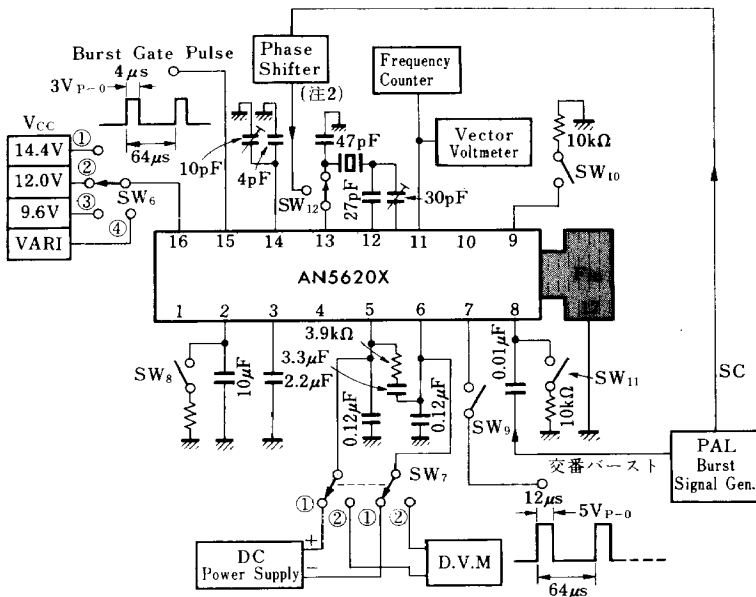 Burst Gate Pulse
4μs
3V P-0
64μs
Phase
Shifter
(注2)
Frequency
Counter
Vector
Voltmeter
10kΩ
SW10
VCC
14.4V
12.0V
9.6V
VARI
①
②
③
④
SW6
10pF
4pF
47pF
SW12
27pF
30pF
16 15 14 13 12 11 10 9
AN5620X
Fin
17
1 2 3 4 5 6 7 8
SW8
10μF
2.2μF
3.9kΩ
3.3μF
0.12μF
0.12μF
0.01μF
SW9
10kΩ
SW11
SC
交番バースト
PAL
Burst
Signal Gen.
SW7
① ② ① ②
+
−
DC
Power Supply
D.V.M
12μs
5V P-0
64μs